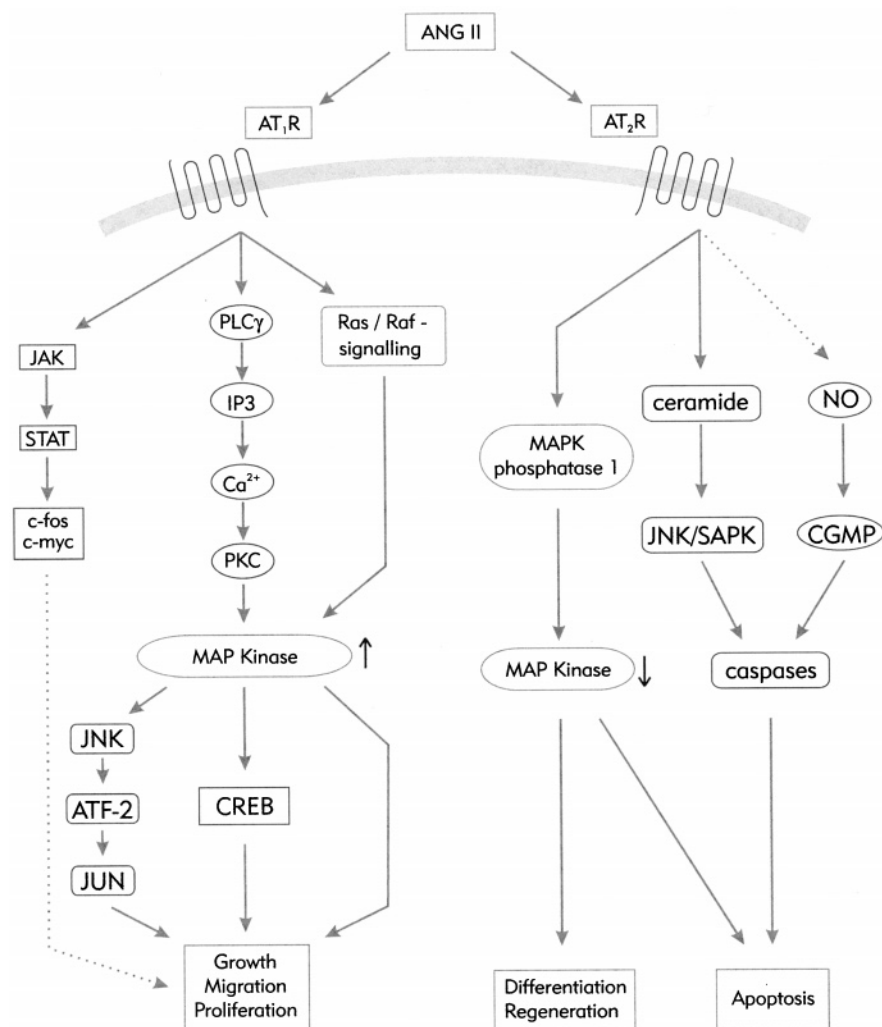 ANG II
AT₁R
AT₂R
PLCγ
Ras / Raf -
signalling
JAK
IP3
ceramide
NO
STAT
MAPK
phosphatase 1
Ca²⁺
c-fos
c-myc
JNK/SAPK
CGMP
PKC
MAP Kinase ↑
MAP Kinase ↓
caspases
JNK
ATF-2
CREB
JUN
Growth
Migration
Proliferation
Differentiation
Regeneration
Apoptosis